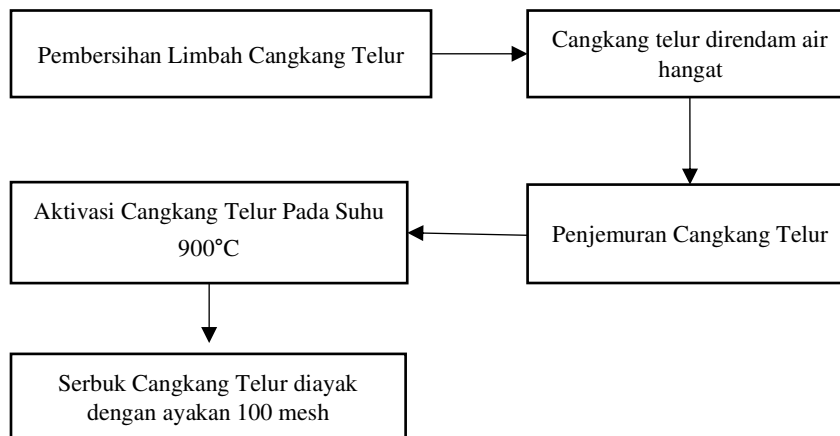 Pembersihan Limbah Cangkang Telur
Cangkang telur direndam air
hangat
Penjemuran Cangkang Telur
Aktivasi Cangkang Telur Pada Suhu
900°C
Serbuk Cangkang Telur diayak
dengan ayakan 100 mesh